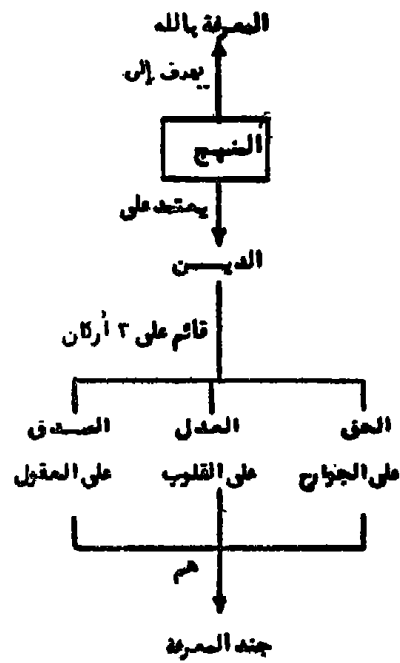 المعرفة بالله
يهدف إلى
المنهج
يعتمد على
الديــن
قائم على ٣ أركان
الحق العدل الصدق
على الجوارح على القلوب على العقول
هم
جند المعرفة